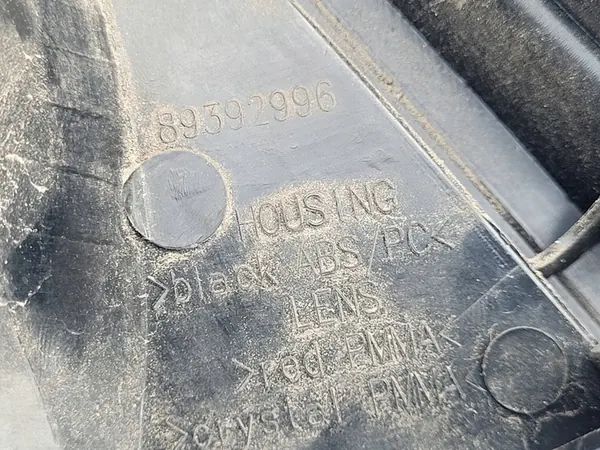 89392996
HOUSING
>black ABS/PC<
LENS
>red PMMA<
>crystal PMMA<